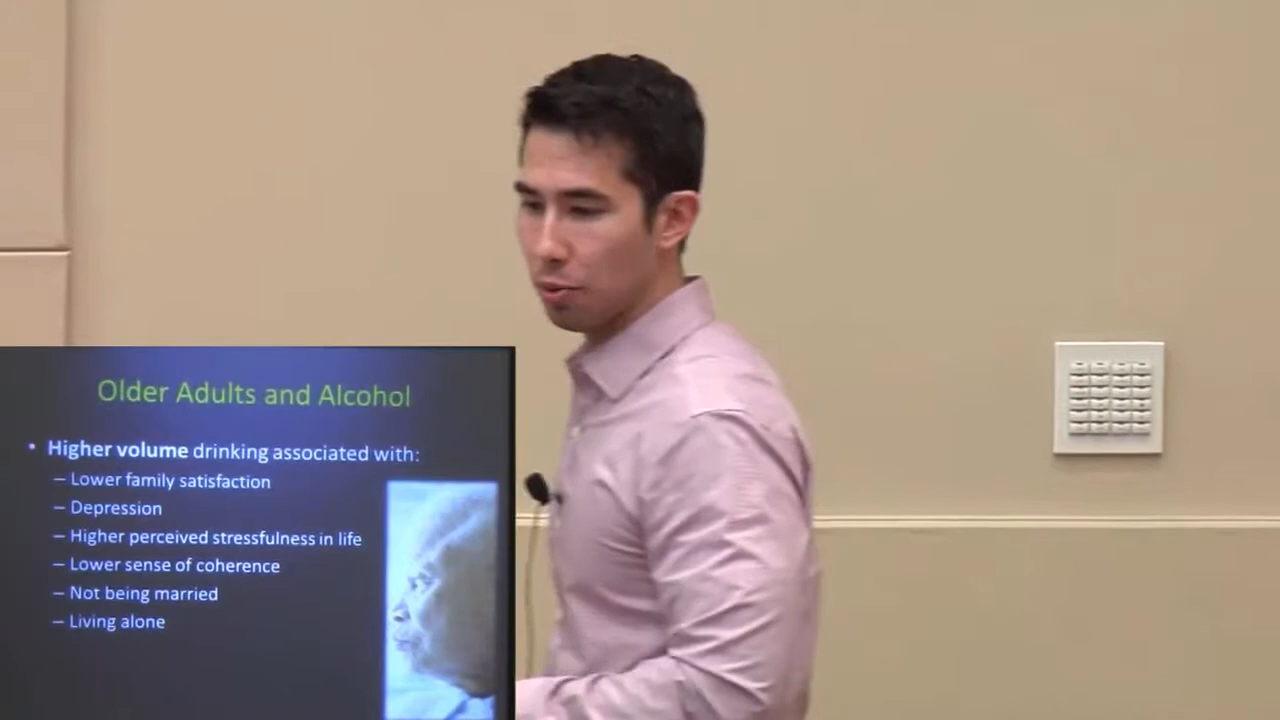 Older Adults and Alcohol
• Higher volume drinking associated with:
– Lower family satisfaction
– Depression
– Higher perceived stressfulness in life
– Lower sense of coherence
– Not being married
– Living alone